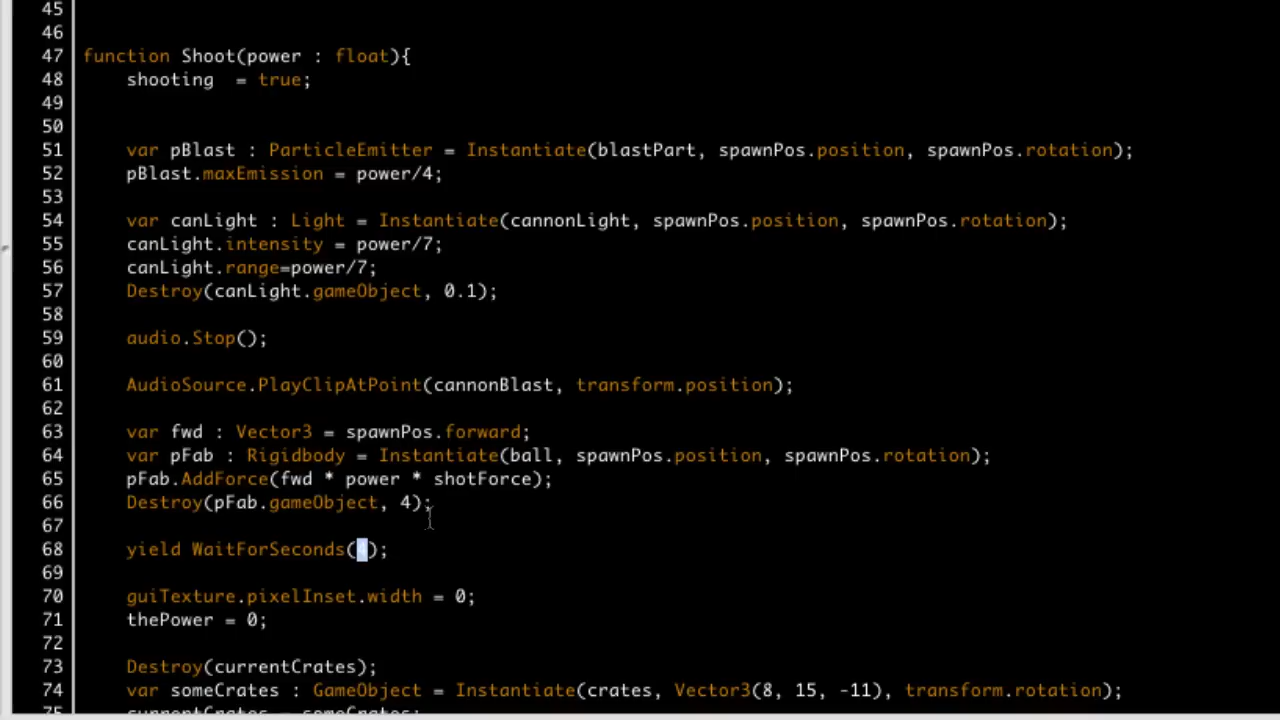 45
46
47 function Shoot(power : float){
48 shooting  = true;
49
50
51 var pBlast : ParticleEmitter = Instantiate(blastPart, spawnPos.position, spawnPos.rotation);
52 pBlast.maxEmission = power/4;
53
54 var canLight : Light = Instantiate(cannonLight, spawnPos.position, spawnPos.rotation);
55 canLight.intensity = power/7;
56 canLight.range=power/7;
57 Destroy(canLight.gameObject, 0.1);
58
59 audio.Stop();
60
61 AudioSource.PlayClipAtPoint(cannonBlast, transform.position);
62
63 var fwd : Vector3 = spawnPos.forward;
64 var pFab : Rigidbody = Instantiate(ball, spawnPos.position, spawnPos.rotation);
65 pFab.AddForce(fwd * power * shotForce);
66 Destroy(pFab.gameObject, 4);
67
68 yield WaitForSeconds(4);
69
70 guiTexture.pixelInset.width = 0;
71 thePower = 0;
72
73 Destroy(currentCrates);
74 var someCrates : GameObject = Instantiate(crates, Vector3(8, 15, -11), transform.rotation);
75 currentCrates = someCrates;